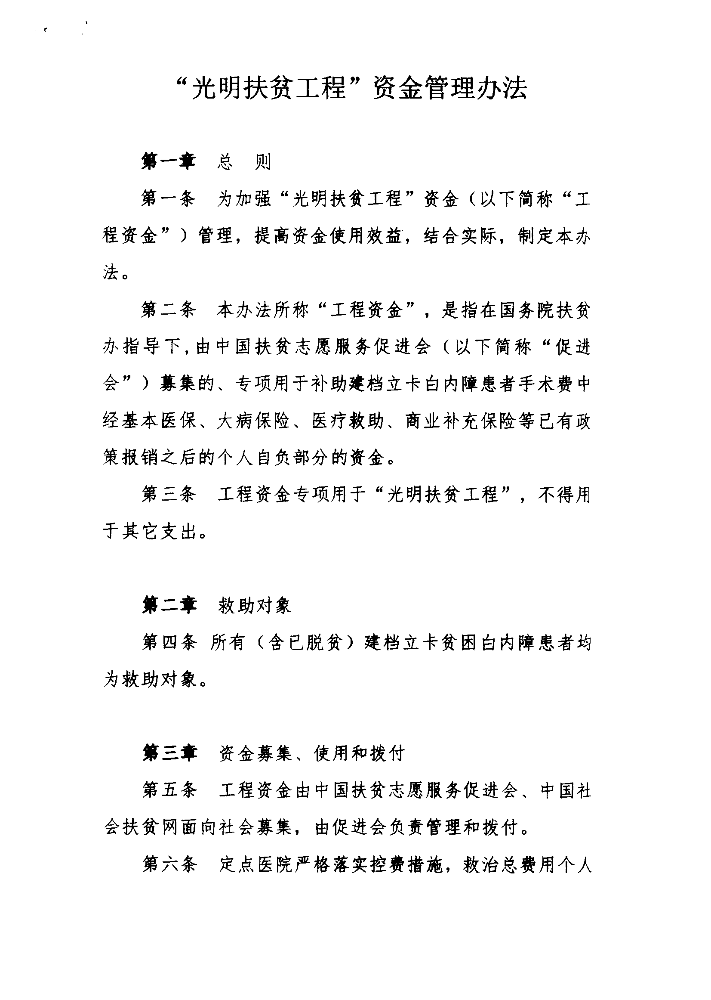 “光明扶贫工程”资金管理办法
第一章　总　则
第一条　为加强“光明扶贫工程”资金（以下简称“工
程资金”）管理，提高资金使用效益，结合实际，制定本办
法。
第二条　本办法所称“工程资金”，是指在国务院扶贫
办指导下,由中国扶贫志愿服务促进会（以下简称“促进
会”）募集的、专项用于补助建档立卡白内障患者手术费中
经基本医保、大病保险、医疗救助、商业补充保险等已有政
策报销之后的个人自负部分的资金。
第三条　工程资金专项用于“光明扶贫工程”，不得用
于其它支出。
第二章　救助对象
第四条 所有（含已脱贫）建档立卡贫困白内障患者均
为救助对象。
第三章　资金募集、使用和拨付
第五条　工程资金由中国扶贫志愿服务促进会、中国社
会扶贫网面向社会募集，由促进会负责管理和拨付。
第六条　定点医院严格落实控费措施，救治总费用个人